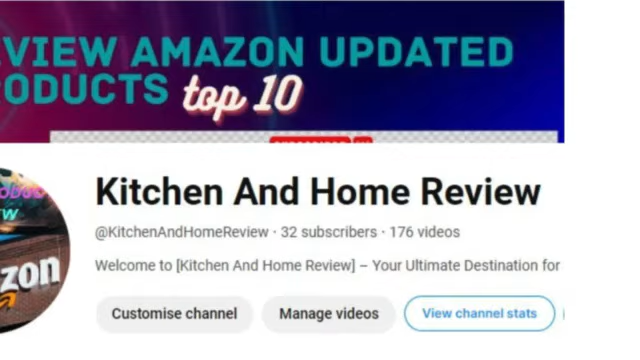 VIEW AMAZON UPDATED
ODUCTS top 10
Kitchen And Home Review
@KitchenAndHomeReview · 32 subscribers · 176 videos
Welcome to [Kitchen And Home Review] – Your Ultimate Destination for
zon
Customise channel
Manage videos
View channel stats